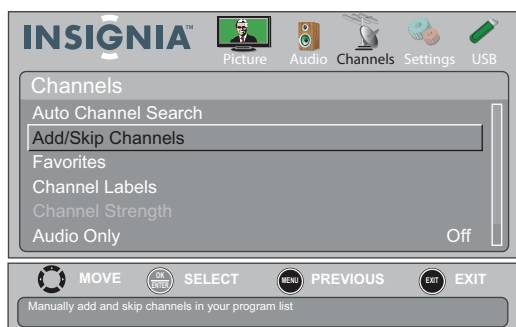 INSIGNIA™
Picture Audio Channels Settings USB
Channels
Auto Channel Search
Add/Skip Channels
Favorites
Channel Labels
Channel Strength
Audio Only Off
MOVE OK ENTER SELECT MENU PREVIOUS EXIT EXIT
Manually add and skip channels in your program list